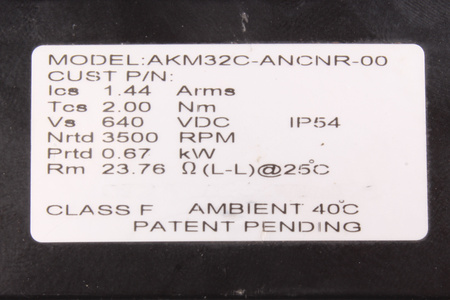 MODEL:AKM32C-ANCNR-00
CUST P/N:
Ics 1.44 Arms
Tcs 2.00 Nm
Vs 640 VDC IP54
Nrtd 3500 RPM
Prtd 0.67 kW
Rm 23.76 Ω(L-L)@25°C
CLASS F AMBIENT 40°C
PATENT PENDING